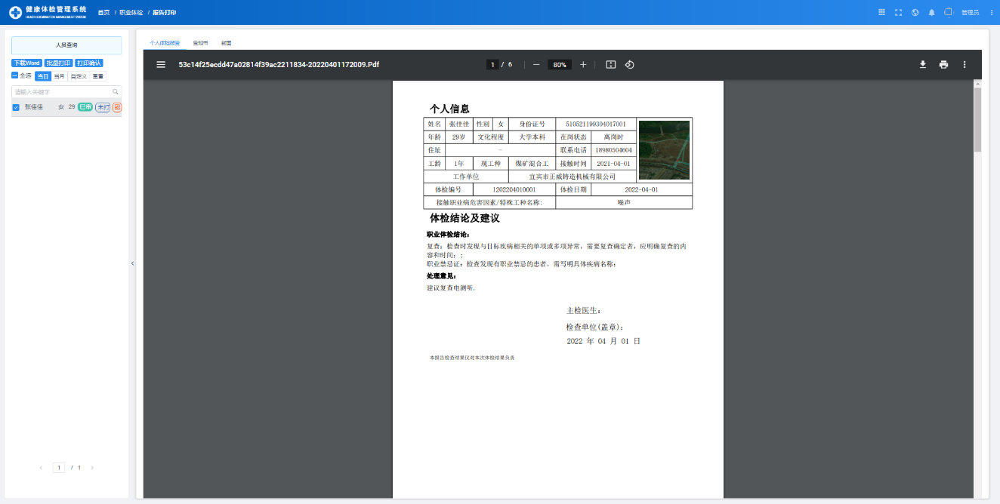 健康体检管理系统
HEALTH EXAMINATION MANAGEMENT SYSTEM
首页 / 职业体检 / 报告打印
管理员
人员查询
下载Word 批量打印 打印确认
全选 当日 当月 自定义 重置
请输入关键字
张佳佳 女 29 已审 未打
1 / 1
个人体检报告 告知书 封面
53c14f25ecdd47a02814f39ac2211834-20220401172009.Pdf
1 / 6 80%
个人信息
姓名 张佳佳 性别 女 身份证号 510521199304017001
年龄 29岁 文化程度 大学本科 在岗状态 离岗时
住址 - 联系电话 18980504604
工龄 1年 现工种 煤矿混合工 接触时间 2021-04-01
工作单位 宜宾市正威铸造机械有限公司
体检编号 1202204010001 体检日期 2022-04-01
接触职业病危害因素/特殊工种名称: 噪声
体检结论及建议
职业体检结论:
复查: 检查时发现与目标疾病相关的单项或多项异常, 需要复查确定者, 应明确复查的内
容和时间; ;
职业禁忌证: 检查发现有职业禁忌的患者, 需写明具体疾病名称:
处理意见:
建议复查电测听.
主检医生:
检查单位(盖章):
2022 年 04 月 01 日
本报告检查结果仅对本次体检结果负责